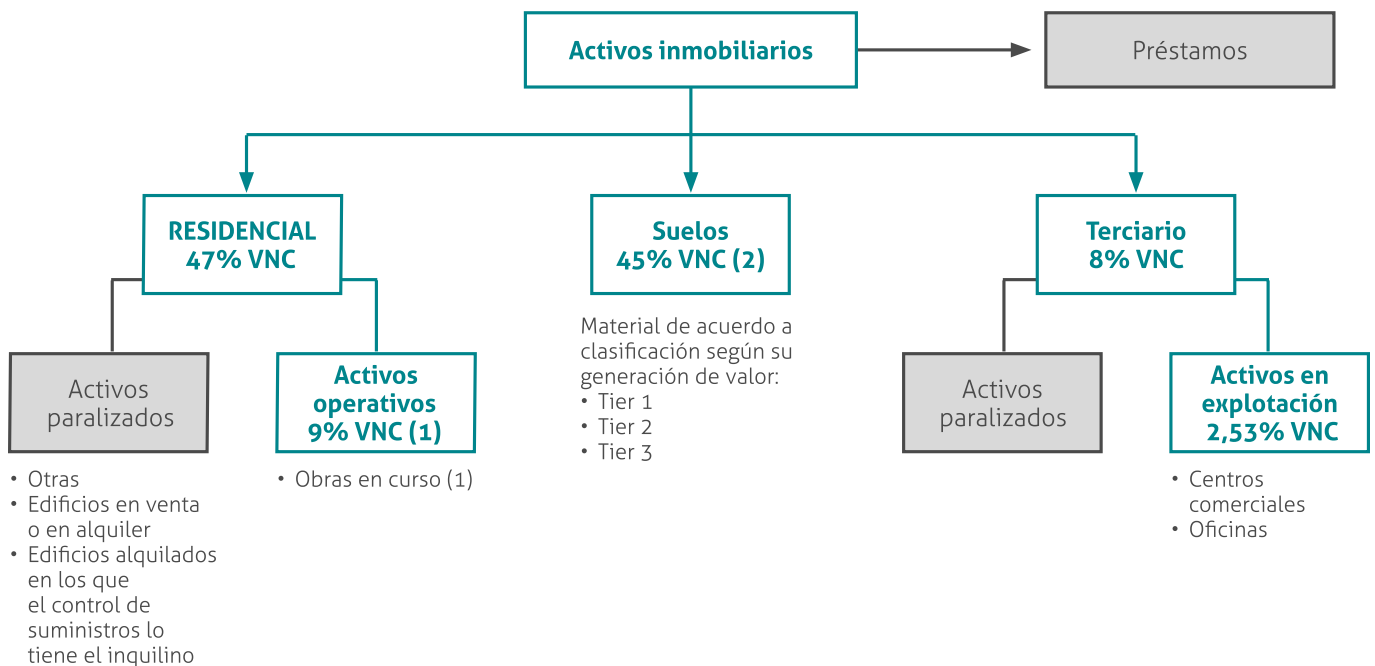 Activos inmobiliarios
Préstamos
RESIDENCIAL
47% VNC
Suelos
45% VNC (2)
Terciario
8% VNC
Activos
paralizados
Activos
operativos
9% VNC (1)
Material de acuerdo a
clasificación según su
generación de valor:
• Tier 1
• Tier 2
• Tier 3
Activos
paralizados
Activos en
explotación
2,53% VNC
• Otras
• Edificios en venta
o en alquiler
• Edificios alquilados
en los que
el control de
suministros lo
tiene el inquilino
• Obras en curso (1)
• Centros
comerciales
• Oficinas